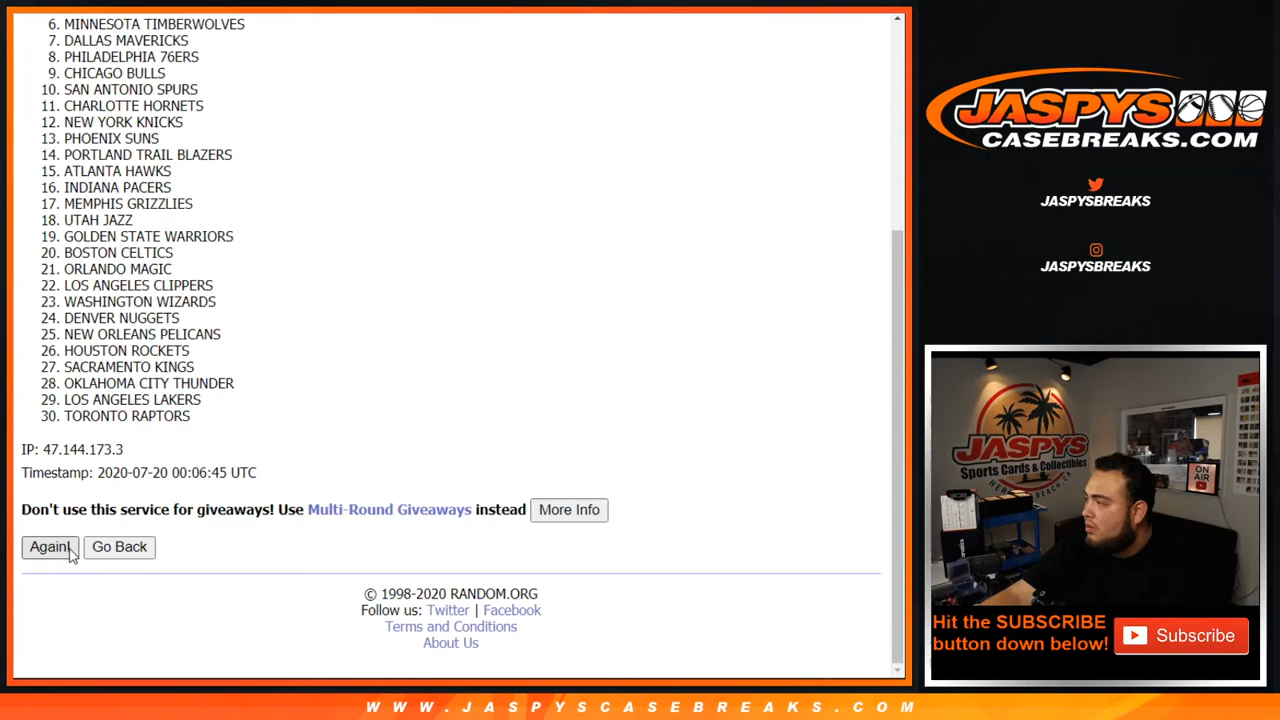 6. MINNESOTA TIMBERWOLVES
7. DALLAS MAVERICKS
8. PHILADELPHIA 76ERS
9. CHICAGO BULLS
10. SAN ANTONIO SPURS
11. CHARLOTTE HORNETS
12. NEW YORK KNICKS
13. PHOENIX SUNS
14. PORTLAND TRAIL BLAZERS
15. ATLANTA HAWKS
16. INDIANA PACERS
17. MEMPHIS GRIZZLIES
18. UTAH JAZZ
19. GOLDEN STATE WARRIORS
20. BOSTON CELTICS
21. ORLANDO MAGIC
22. LOS ANGELES CLIPPERS
23. WASHINGTON WIZARDS
24. DENVER NUGGETS
25. NEW ORLEANS PELICANS
26. HOUSTON ROCKETS
27. SACRAMENTO KINGS
28. OKLAHOMA CITY THUNDER
29. LOS ANGELES LAKERS
30. TORONTO RAPTORS
IP: 47.144.173.3
Timestamp: 2020-07-20 00:06:45 UTC
Don't use this service for giveaways! Use Multi-Round Giveaways instead More Info
Again! Go Back
© 1998-2020 RANDOM.ORG
Follow us: Twitter | Facebook
Terms and Conditions
About Us
JASPYS
CASEBREAKS.COM
JASPYSBREAKS
JASPYSBREAKS
JASPYS
Sports Cards & Collectibles
ON
AIR
Hit the SUBSCRIBE
button down below!
Subscribe
WWW.JASPYSCASEBREAKS.COM